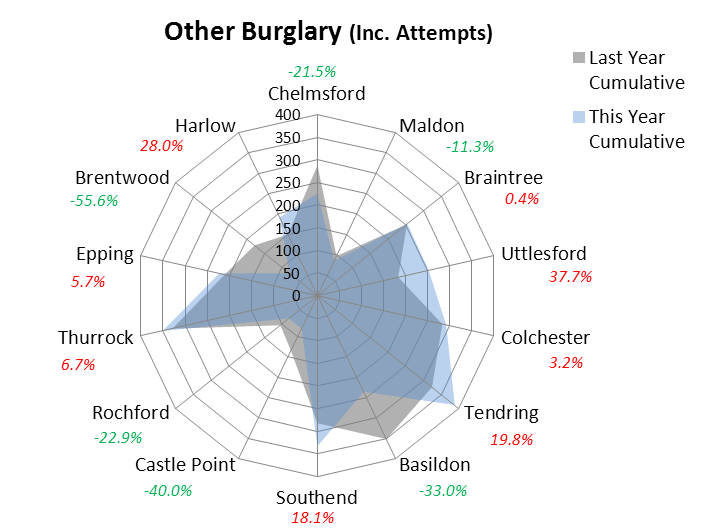 Other Burglary (Inc. Attempts)
Last Year
Cumulative
This Year
Cumulative
-21.5%
Chelmsford
Maldon
-11.3%
Braintree
0.4%
Uttlesford
37.7%
Colchester
3.2%
Tendring
19.8%
Basildon
-33.0%
Southend
18.1%
Castle Point
-40.0%
Rochford
-22.9%
Thurrock
6.7%
Epping
5.7%
Brentwood
-55.6%
Harlow
28.0%
400
350
300
250
200
150
100
50
0